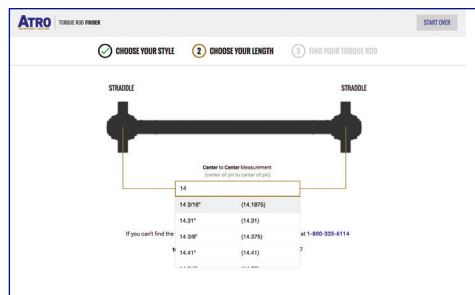 ATRO TORQUE ROD FINDER
START OVER
CHOOSE YOUR STYLE
2 CHOOSE YOUR LENGTH
3 FIND YOUR TORQUE ROD
STRADDLE STRADDLE
Center to Center Measurement
(center of pin to center of pin)
14
14 3/16" (14.1875)
14.31" (14.31)
14 3/8" (14.375)
14.41" (14.41)
If you can't find the
at 1-800-325-6114